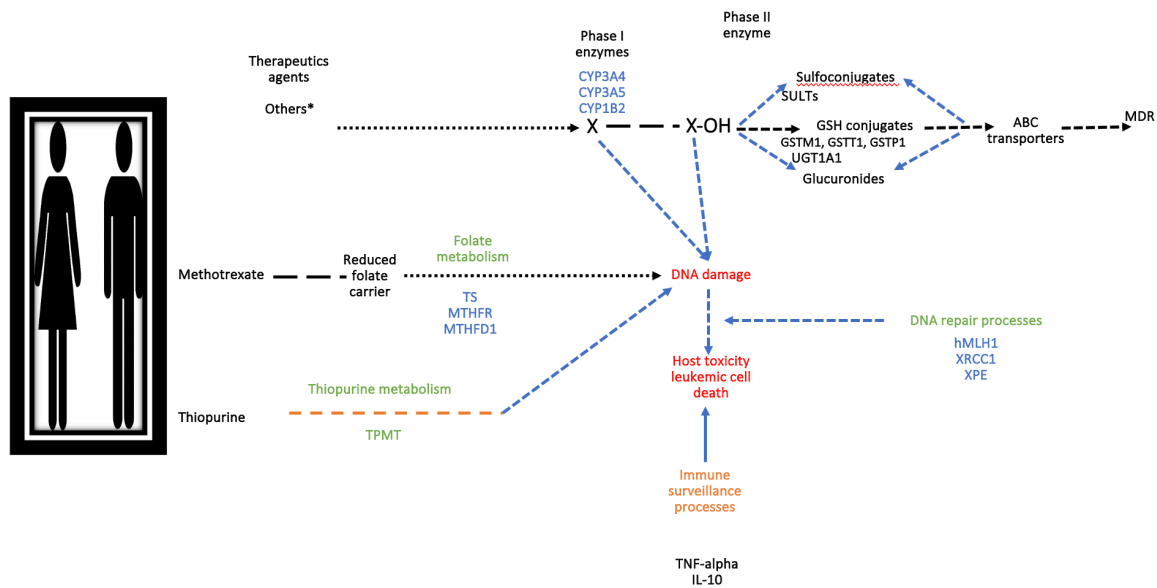 Phase II
enzyme
Phase I
enzymes
CYP3A4
CYP3A5
CYP1B2
Therapeutics
agents
Others*
X
X-OH
Sulfoconjugates
SULTs
GSH conjugates
GSTM1, GSTT1, GSTP1
UGT1A1
Glucuronides
ABC
transporters
MDR
Methotrexate
Reduced
folate
carrier
Folate
metabolism
TS
MTHFR
MTHFD1
DNA damage
DNA repair processes
hMLH1
XRCC1
XPE
Host toxicity
leukemic cell
death
Thiopurine metabolism
Thiopurine
TPMT
Immune
surveillance
processes
TNF-alpha
IL-10